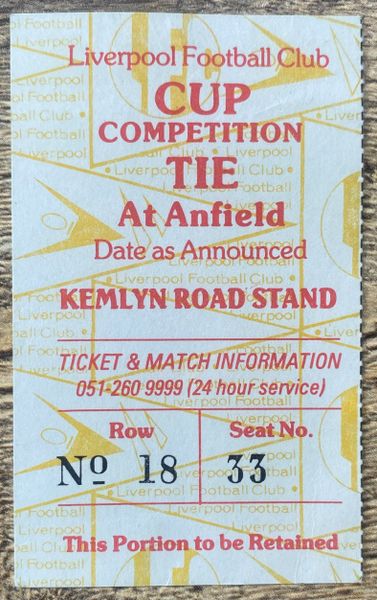 Liverpool Football Club
CUP
COMPETITION
TIE
At Anfield
Date as Announced
KEMLYN ROAD STAND
TICKET & MATCH INFORMATION
051-260 9999 (24 hour service)
Row Seat No.
Nº 18 33
This Portion to be Retained